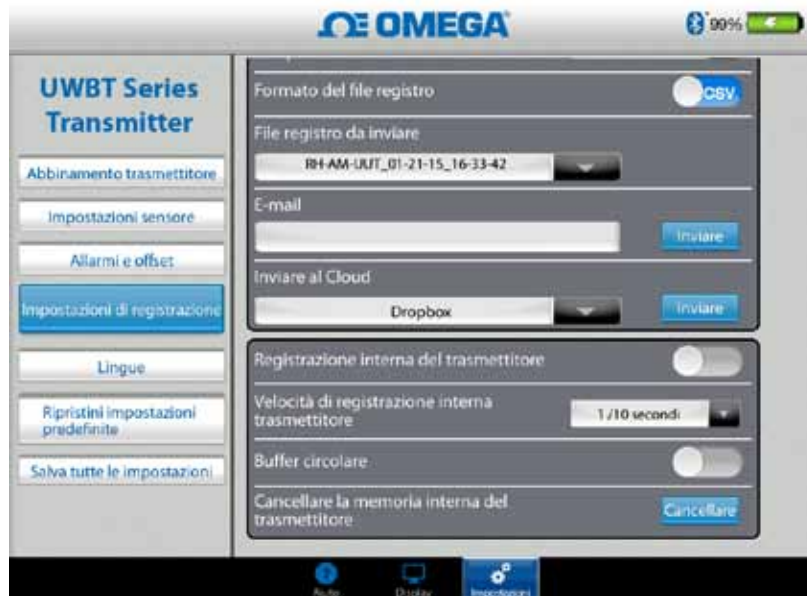 OMEGA
99%
UWBT Series
Transmitter
Abbinamento trasmettitore
Impostazioni sensore
Allarmi e offset
Impostazioni di registrazione
Lingue
Ripristini impostazioni
predefinite
Salva tutte le impostazioni
Formato del file registro
CSV
File registro da inviare
RH-AM-UUT_01-21-15_16-33-42
E-mail
Inviare
Inviare al Cloud
Dropbox
Inviare
Registrazione interna del trasmettitore
Velocità di registrazione interna
trasmettitore
1 /10 secondi
Buffer circolare
Cancellare la memoria interna del
trasmettitore
Cancellare
Display
Impostazioni